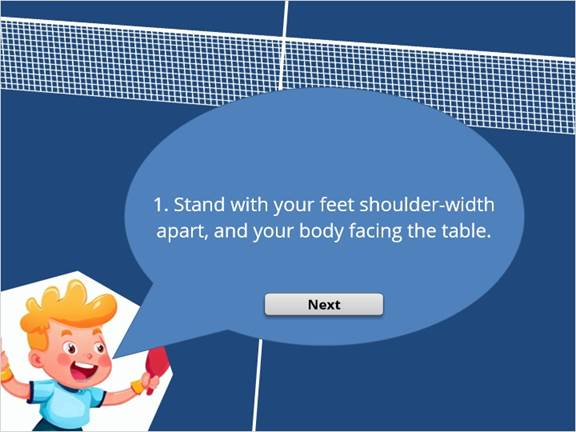 1. Stand with your feet shoulder-width
apart, and your body facing the table.
Next